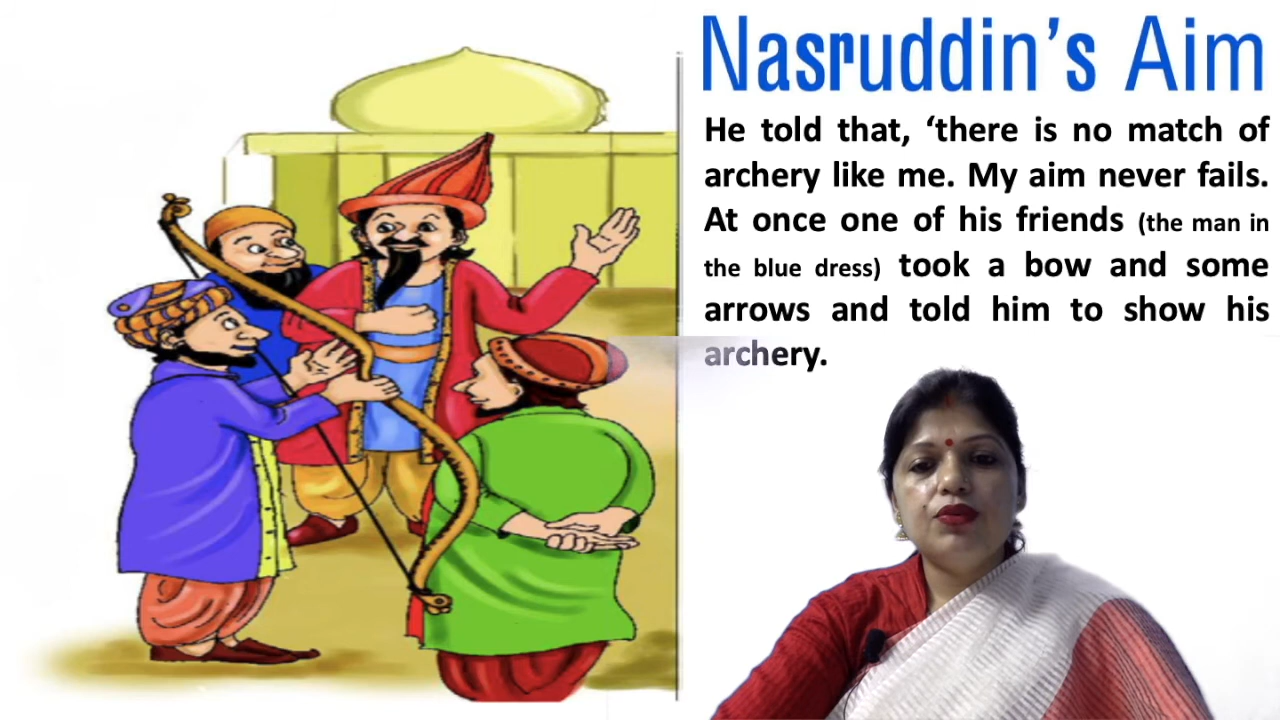 Nasruddin's Aim
He told that, ‘there is no match of
archery like me. My aim never fails.
At once one of his friends (the man in
the blue dress) took a bow and some
arrows and told him to show his
archery.